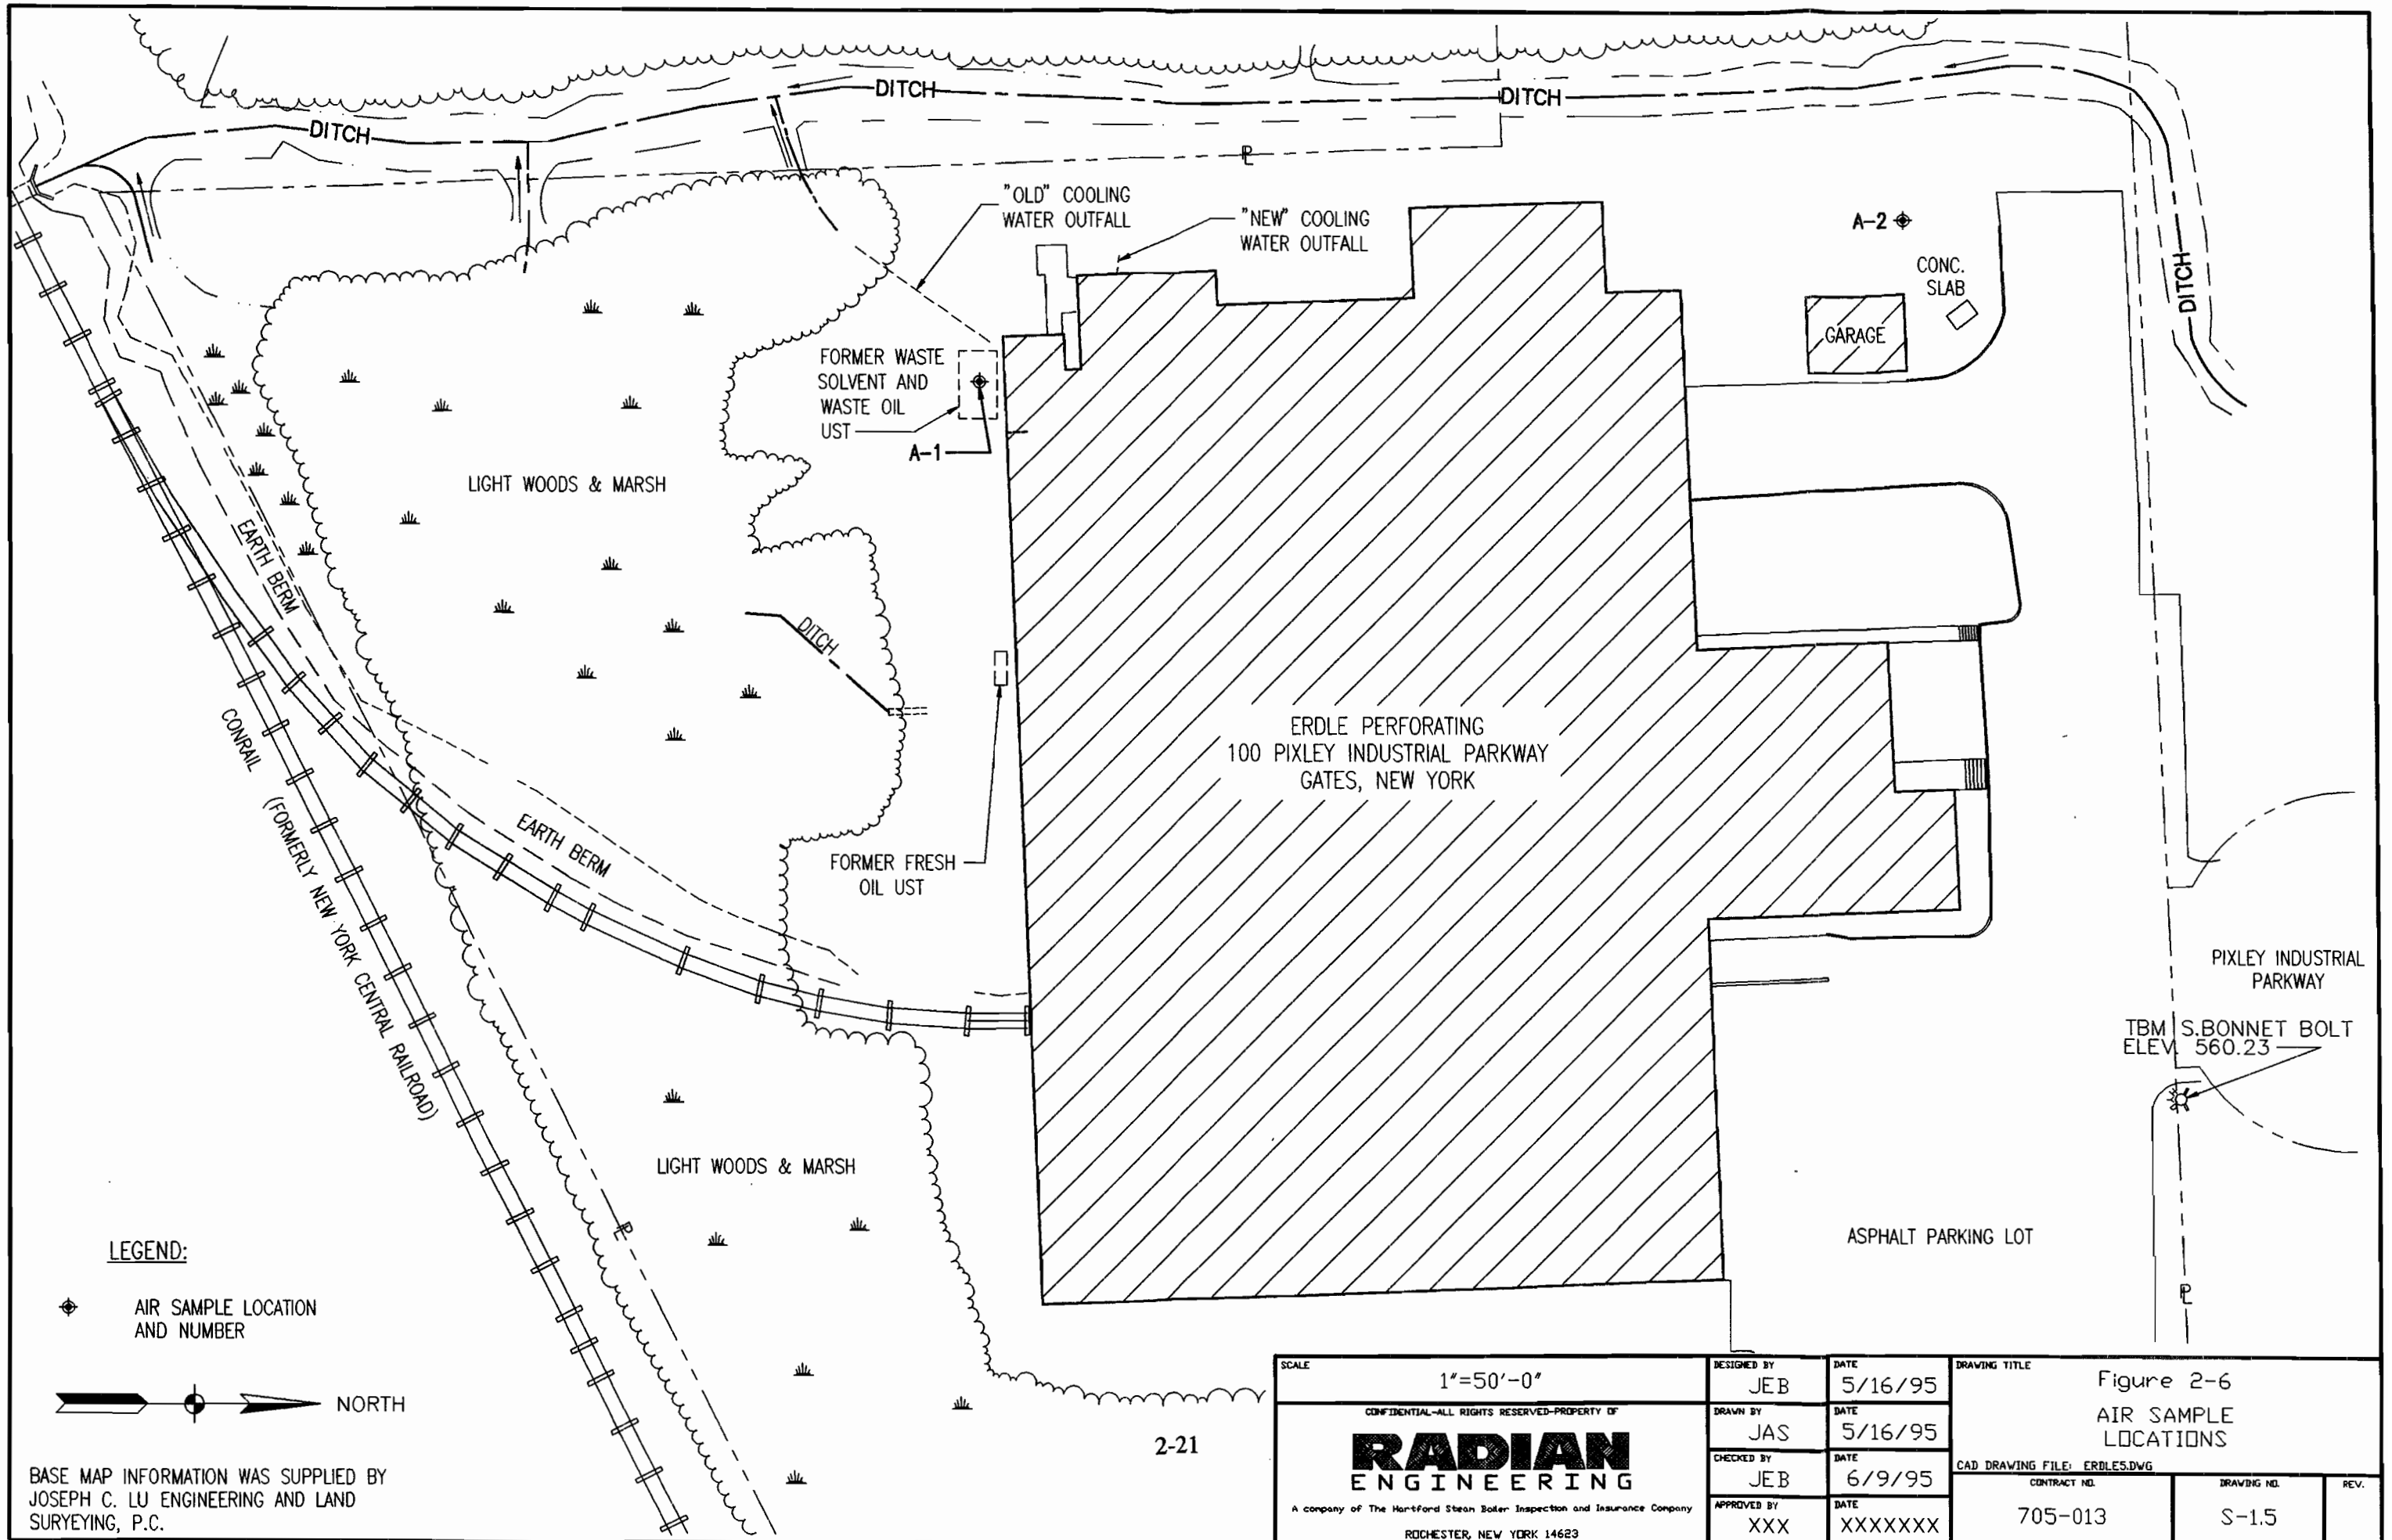 DITCH
DITCH
DITCH
DITCH
"OLD" COOLING
WATER OUTFALL
"NEW" COOLING
WATER OUTFALL
A-2
CONC.
SLAB
GARAGE
FORMER WASTE
SOLVENT AND
WASTE OIL
UST
A-1
LIGHT WOODS & MARSH
EARTH BERM
DITCH
CONRAIL (FORMERLY NEW YORK CENTRAL RAILROAD)
EARTH BERM
FORMER FRESH
OIL UST
ERDLE PERFORATING
100 PIXLEY INDUSTRIAL PARKWAY
GATES, NEW YORK
PIXLEY INDUSTRIAL
PARKWAY
TBM S.BONNET BOLT
ELEV. 560.23
LIGHT WOODS & MARSH
ASPHALT PARKING LOT
PL
PL
PL
LEGEND:
AIR SAMPLE LOCATION
AND NUMBER
NORTH
BASE MAP INFORMATION WAS SUPPLIED BY
JOSEPH C. LU ENGINEERING AND LAND
SURYEYING, P.C.
2-21
SCALE
1"=50'-0"
CONFIDENTIAL-ALL RIGHTS RESERVED-PROPERTY OF
RADIAN
ENGINEERING
A company of The Hartford Steam Boiler Inspection and Insurance Company
ROCHESTER, NEW YORK 14623
DESIGNED BY
JEB
DATE
5/16/95
DRAWN BY
JAS
DATE
5/16/95
CHECKED BY
JEB
DATE
6/9/95
APPROVED BY
XXX
DATE
XXXXXXX
DRAWING TITLE
Figure 2-6
AIR SAMPLE
LOCATIONS
CAD DRAWING FILE: ERDLE5.DWG
CONTRACT NO.
705-013
DRAWING NO.
S-1.5
REV.